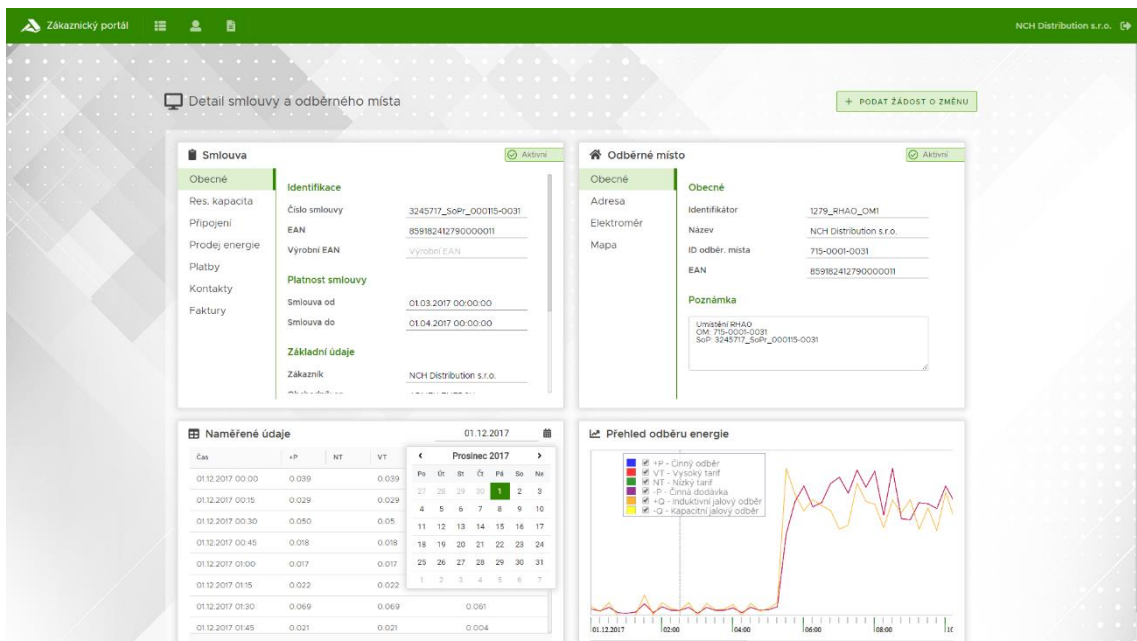 Zákaznický portál
NCH Distribution s.r.o.
Detail smlouvy a odběrného místa
+ PODAT ŽÁDOST O ZMĚNU
Smlouva
Aktivní
Obecné
Res. kapacita
Připojení
Prodej energie
Platby
Kontakty
Faktury
Identifikace
Číslo smlouvy 3245717_SoPr_000115-0031
EAN 859182412790000011
Výrobní EAN Výrobní EAN
Platnost smlouvy
Smlouva od 01.03.2017 00:00:00
Smlouva do 01.04.2017 00:00:00
Základní údaje
Zákazník NCH Distribution s.r.o.
Odběrné místo
Aktivní
Obecné
Adresa
Elektroměr
Mapa
Obecné
Identifikátor 1279_RHAO_OM1
Název NCH Distribution s.r.o.
ID odběr. místa 715-0001-0031
EAN 859182412790000011
Poznámka
Umístění RHAO
OM: 715-0001-0031
SoP: 3245717_SoPr_000115-0031
Naměřené údaje
01.12.2017
Čas +P NT VT
01.12.2017 00:00 0.039 0.039
01.12.2017 00:15 0.029 0.029
01.12.2017 00:30 0.050 0.05
01.12.2017 00:45 0.018 0.018
01.12.2017 01:00 0.017 0.017
01.12.2017 01:15 0.022 0.022
01.12.2017 01:30 0.069 0.069 0.061
01.12.2017 01:45 0.021 0.021 0.004
‹ Prosinec 2017 ›
Po Út St Čt Pá So Ne
27 28 29 30 1 2 3
4 5 6 7 8 9 10
11 12 13 14 15 16 17
18 19 20 21 22 23 24
25 26 27 28 29 30 31
1 2 3 4 5 6 7
Přehled odběru energie
+P - Činný odběr
VT - Vysoký tarif
NT - Nízký tarif
-P - Činná dodávka
+Q - Induktivní jalový odběr
-Q - Kapacitní jalový odběr
01.12.2017 02:00 04:00 06:00 08:00